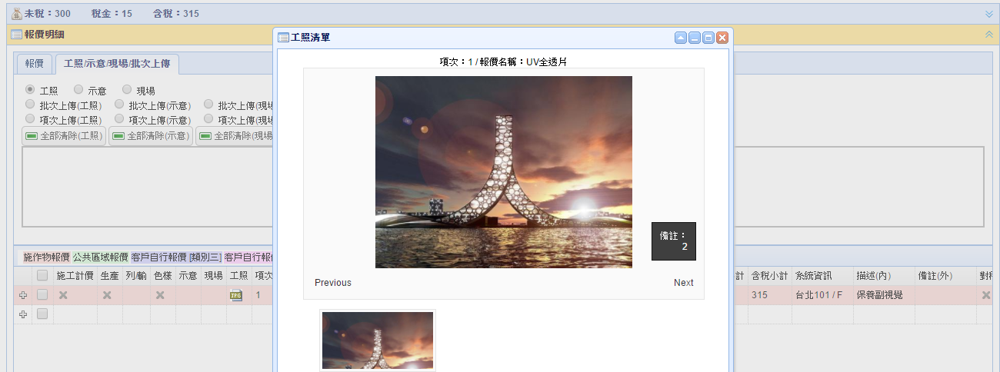 未稅：300 稅金：15 含稅：315
報價明細
工照清單
報價 工照/示意/現場/批次上傳
項次：1 / 報價名稱：UV全透片
工照 示意 現場
批次上傳(工照) 批次上傳(示意) 批次上傳(現場
項次上傳(工照) 項次上傳(示意) 項次上傳(現場
全部清除(工照) 全部清除(示意) 全部清除(現場
備註：
2
Previous Next
施作物報價 公共區域報價 客戶自行報價 [類別三] 客戶自行報價
施工計價 生產 列/輸 色樣 示意 現場 工照 項次 計 含稅小計 系統資訊 描述(內) 備註(外)
JPG 1 315 台北101 / F 保養副視覺